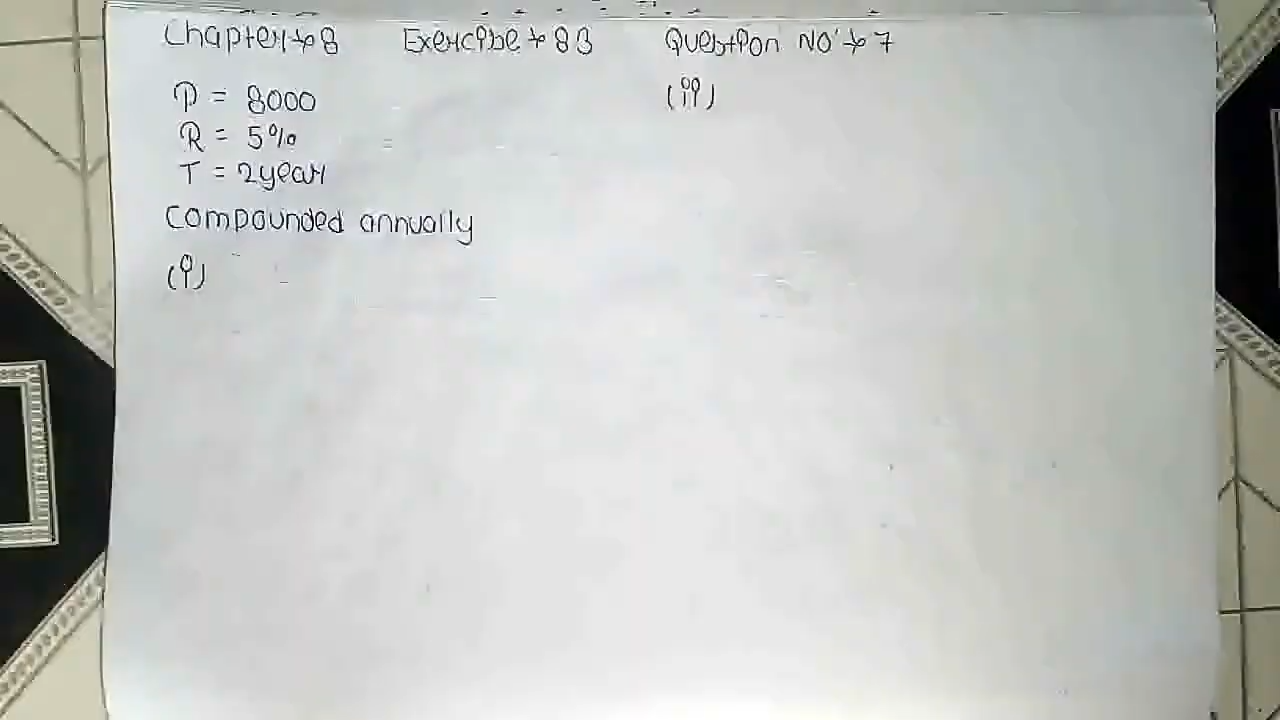 Chapter → 8 Exercise → 8.3 Question No. → 7
P = 8000
R = 5%
T = 2year
Compounded annually
(i)
(ii)